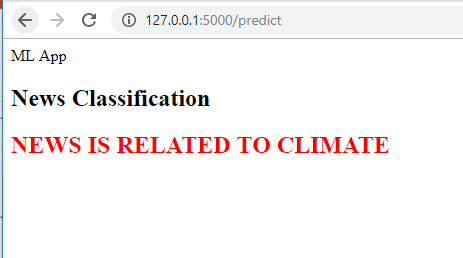 127.0.0.1:5000/predict
ML App
News Classification
NEWS IS RELATED TO CLIMATE